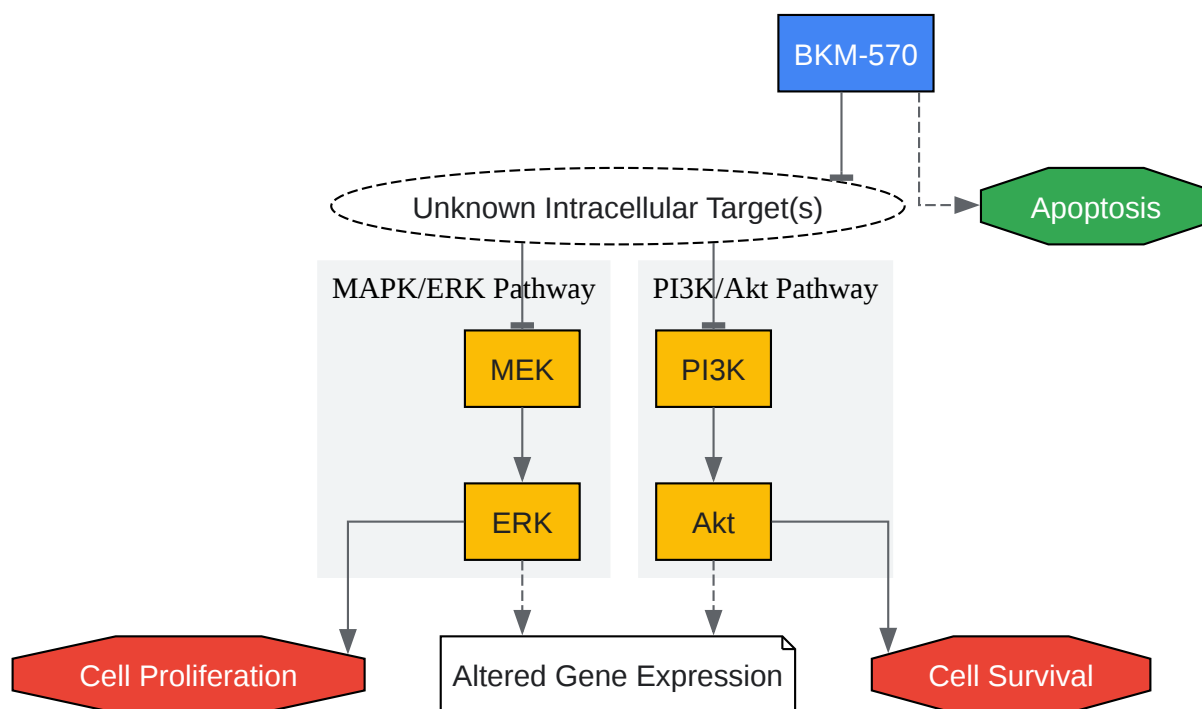 BKM-570
Unknown Intracellular Target(s)
Apoptosis
MAPK/ERK Pathway
PI3K/Akt Pathway
MEK
PI3K
ERK
Akt
Cell Proliferation
Altered Gene Expression
Cell Survival